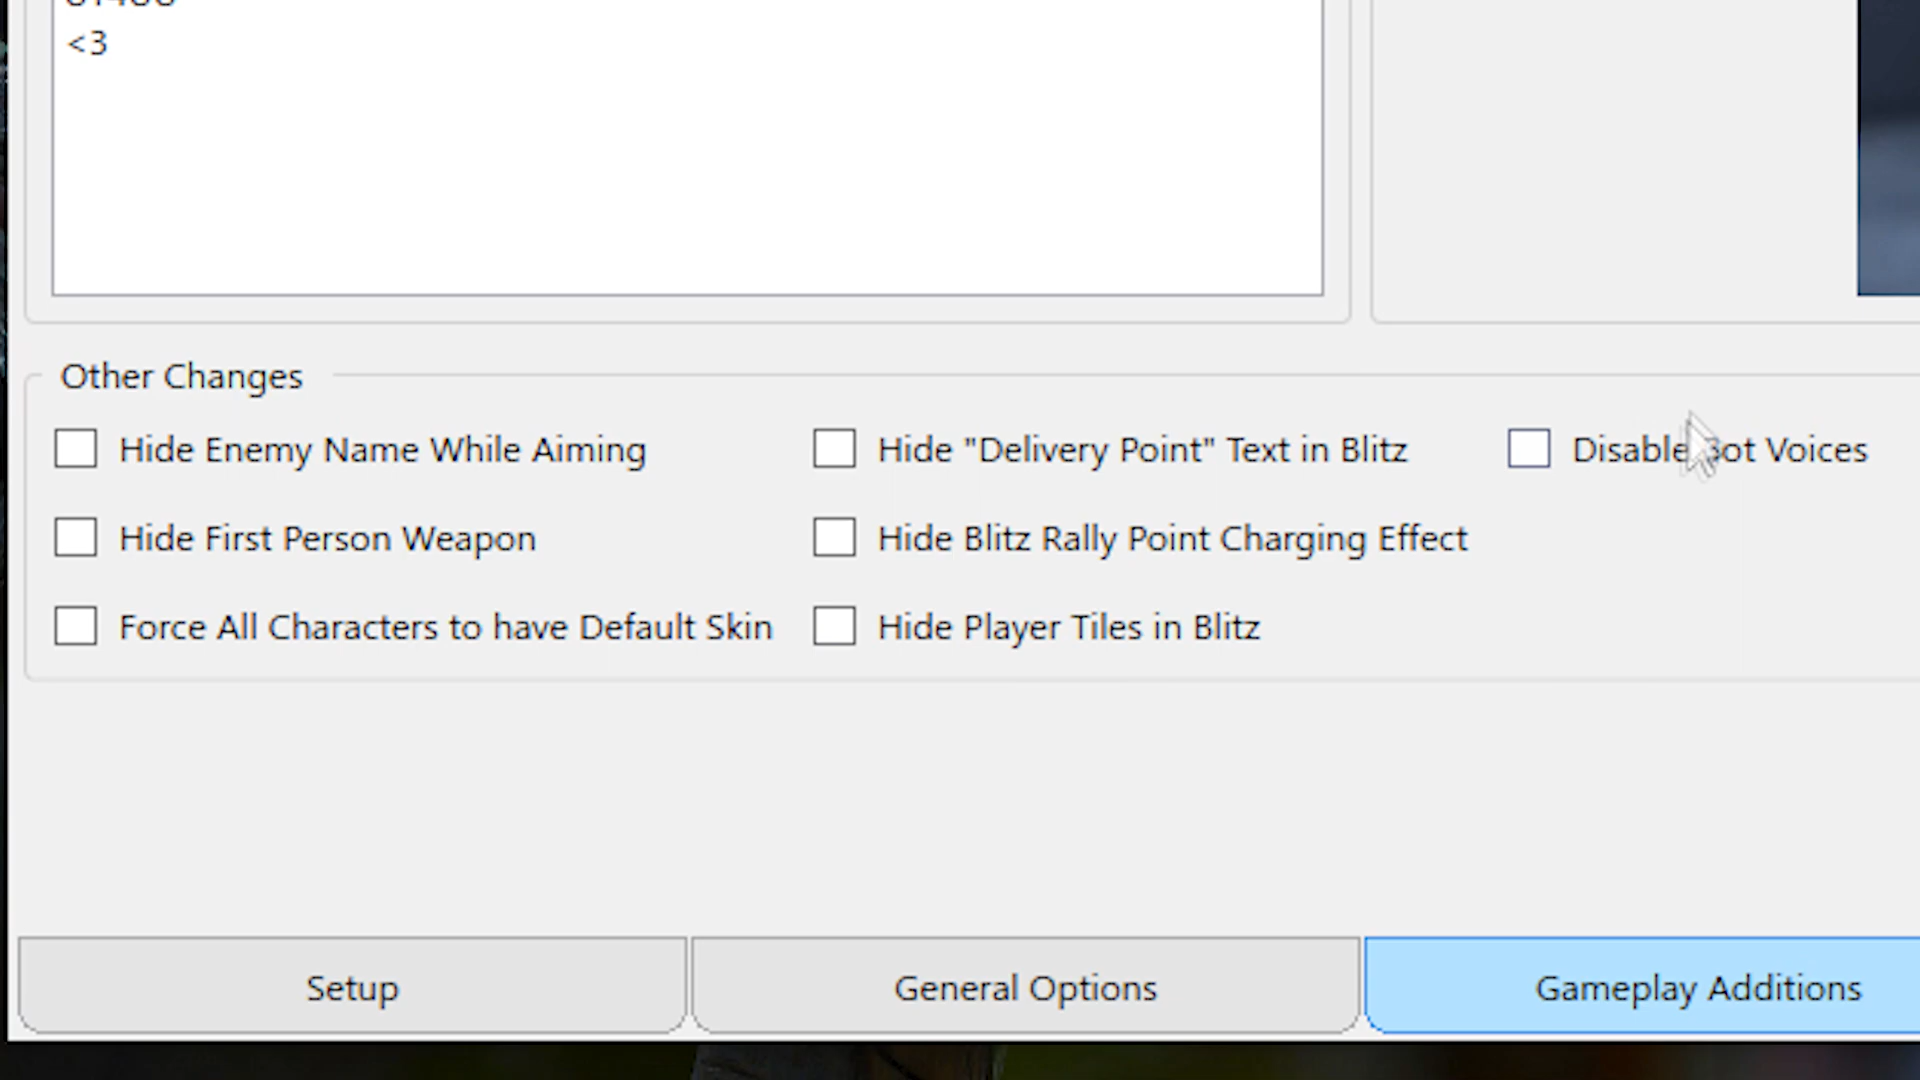 <3
Other Changes
Hide Enemy Name While Aiming
Hide "Delivery Point" Text in Blitz
Disable Bot Voices
Hide First Person Weapon
Hide Blitz Rally Point Charging Effect
Force All Characters to have Default Skin
Hide Player Tiles in Blitz
Setup
General Options
Gameplay Additions